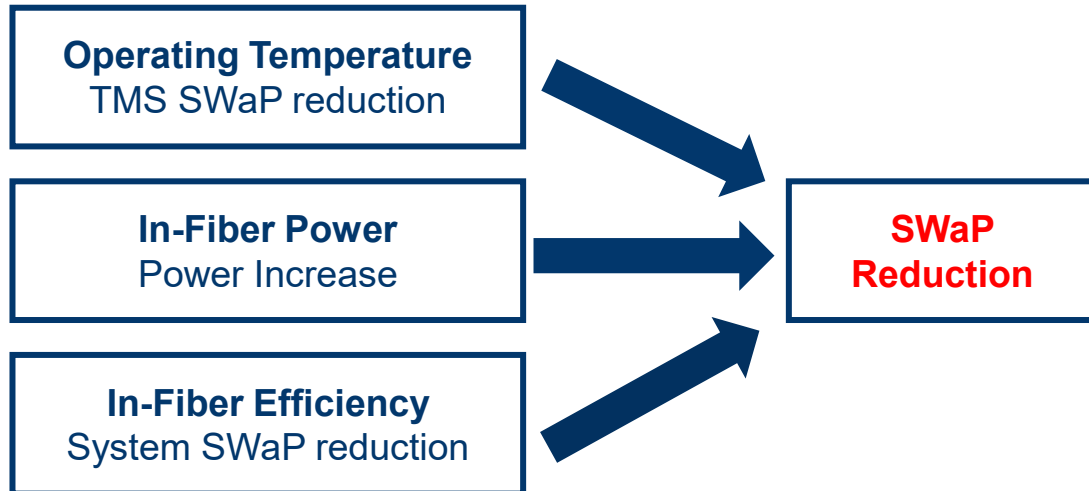 Operating Temperature
TMS SWaP reduction
In-Fiber Power
Power Increase
SWaP
Reduction
In-Fiber Efficiency
System SWaP reduction